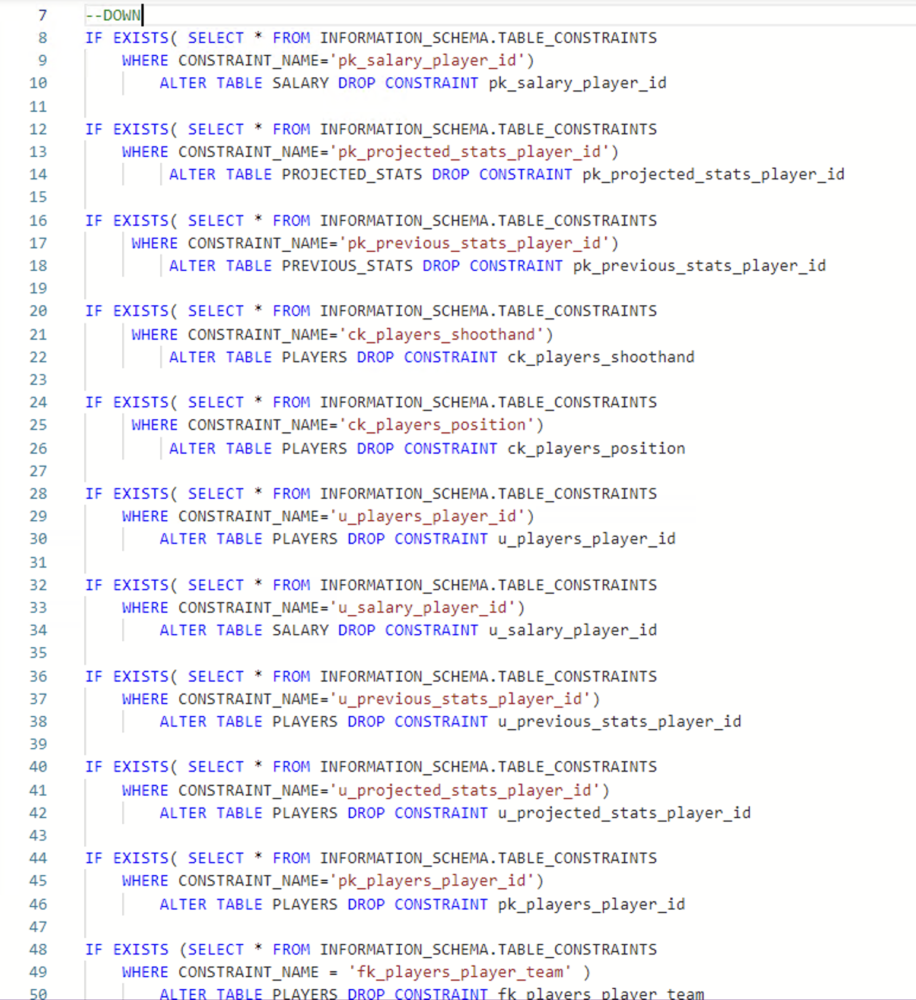 7 --DOWN
8 IF EXISTS( SELECT * FROM INFORMATION_SCHEMA.TABLE_CONSTRAINTS
9 WHERE CONSTRAINT_NAME='pk_salary_player_id')
10 ALTER TABLE SALARY DROP CONSTRAINT pk_salary_player_id
11
12 IF EXISTS( SELECT * FROM INFORMATION_SCHEMA.TABLE_CONSTRAINTS
13 WHERE CONSTRAINT_NAME='pk_projected_stats_player_id')
14 ALTER TABLE PROJECTED_STATS DROP CONSTRAINT pk_projected_stats_player_id
15
16 IF EXISTS( SELECT * FROM INFORMATION_SCHEMA.TABLE_CONSTRAINTS
17 WHERE CONSTRAINT_NAME='pk_previous_stats_player_id')
18 ALTER TABLE PREVIOUS_STATS DROP CONSTRAINT pk_previous_stats_player_id
19
20 IF EXISTS( SELECT * FROM INFORMATION_SCHEMA.TABLE_CONSTRAINTS
21 WHERE CONSTRAINT_NAME='ck_players_shoothand')
22 ALTER TABLE PLAYERS DROP CONSTRAINT ck_players_shoothand
23
24 IF EXISTS( SELECT * FROM INFORMATION_SCHEMA.TABLE_CONSTRAINTS
25 WHERE CONSTRAINT_NAME='ck_players_position')
26 ALTER TABLE PLAYERS DROP CONSTRAINT ck_players_position
27
28 IF EXISTS( SELECT * FROM INFORMATION_SCHEMA.TABLE_CONSTRAINTS
29 WHERE CONSTRAINT_NAME='u_players_player_id')
30 ALTER TABLE PLAYERS DROP CONSTRAINT u_players_player_id
31
32 IF EXISTS( SELECT * FROM INFORMATION_SCHEMA.TABLE_CONSTRAINTS
33 WHERE CONSTRAINT_NAME='u_salary_player_id')
34 ALTER TABLE SALARY DROP CONSTRAINT u_salary_player_id
35
36 IF EXISTS( SELECT * FROM INFORMATION_SCHEMA.TABLE_CONSTRAINTS
37 WHERE CONSTRAINT_NAME='u_previous_stats_player_id')
38 ALTER TABLE PLAYERS DROP CONSTRAINT u_previous_stats_player_id
39
40 IF EXISTS( SELECT * FROM INFORMATION_SCHEMA.TABLE_CONSTRAINTS
41 WHERE CONSTRAINT_NAME='u_projected_stats_player_id')
42 ALTER TABLE PLAYERS DROP CONSTRAINT u_projected_stats_player_id
43
44 IF EXISTS( SELECT * FROM INFORMATION_SCHEMA.TABLE_CONSTRAINTS
45 WHERE CONSTRAINT_NAME='pk_players_player_id')
46 ALTER TABLE PLAYERS DROP CONSTRAINT pk_players_player_id
47
48 IF EXISTS (SELECT * FROM INFORMATION_SCHEMA.TABLE_CONSTRAINTS
49 WHERE CONSTRAINT_NAME = 'fk_players_player_team' )
50 ALTER TABLE PLAYERS DROP CONSTRAINT fk_players_player_team